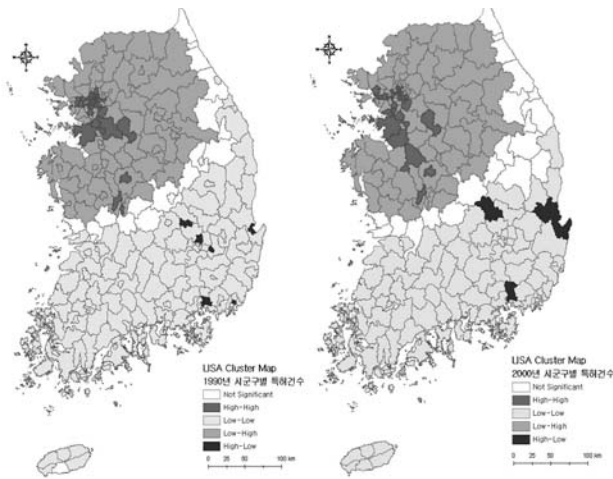 LISA Cluster Map
1990년 시군구별 특허건수
Not Significant
High-High
Low-Low
Low-High
High-Low
0 25 50 100 km
LISA Cluster Map
2000년 시군구별 특허건수
Not Significant
High-High
Low-Low
Low-High
High-Low
0 25 50 100 km